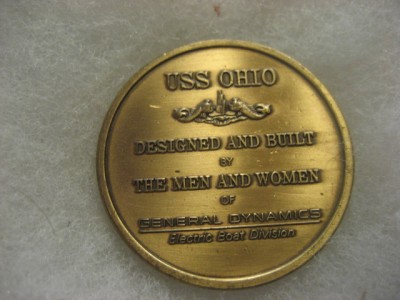 USS OHIO
DESIGNED AND BUILT
BY
THE MEN AND WOMEN
OF
GENERAL DYNAMICS
Electric Boat Division